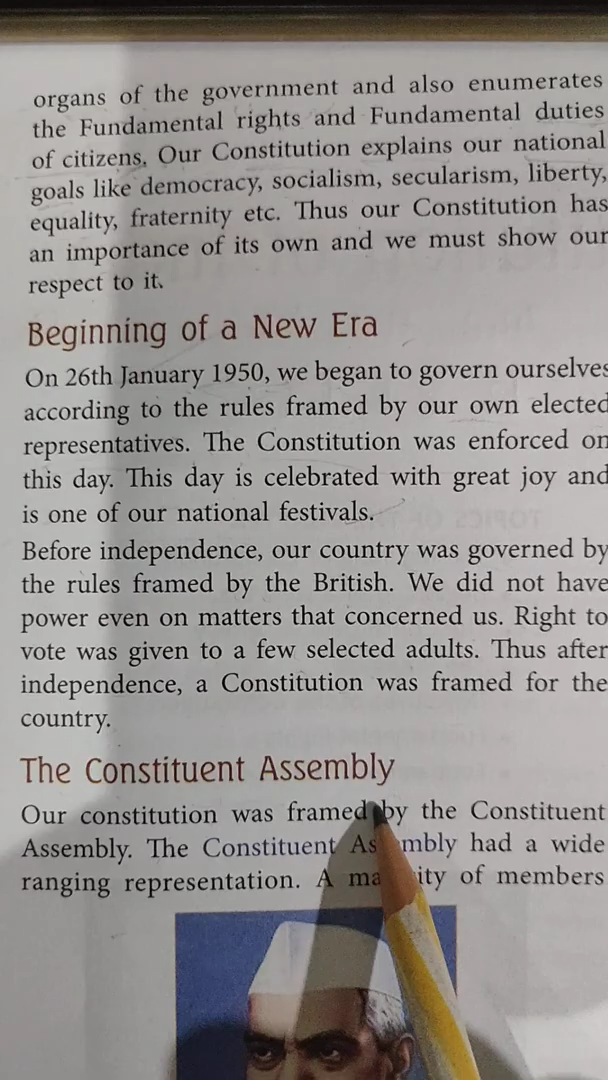 organs of the government and also enumerates
the Fundamental rights and Fundamental duties
of citizens. Our Constitution explains our national
goals like democracy, socialism, secularism, liberty,
equality, fraternity etc. Thus our Constitution has
an importance of its own and we must show our
respect to it.
Beginning of a New Era
On 26th January 1950, we began to govern ourselves
according to the rules framed by our own elected
representatives. The Constitution was enforced on
this day. This day is celebrated with great joy and
is one of our national festivals.
Before independence, our country was governed by
the rules framed by the British. We did not have
power even on matters that concerned us. Right to
vote was given to a few selected adults. Thus after
independence, a Constitution was framed for the
country.
The Constituent Assembly
Our constitution was framed by the Constituent
Assembly. The Constituent As mbly had a wide
ranging representation. A ma ity of members